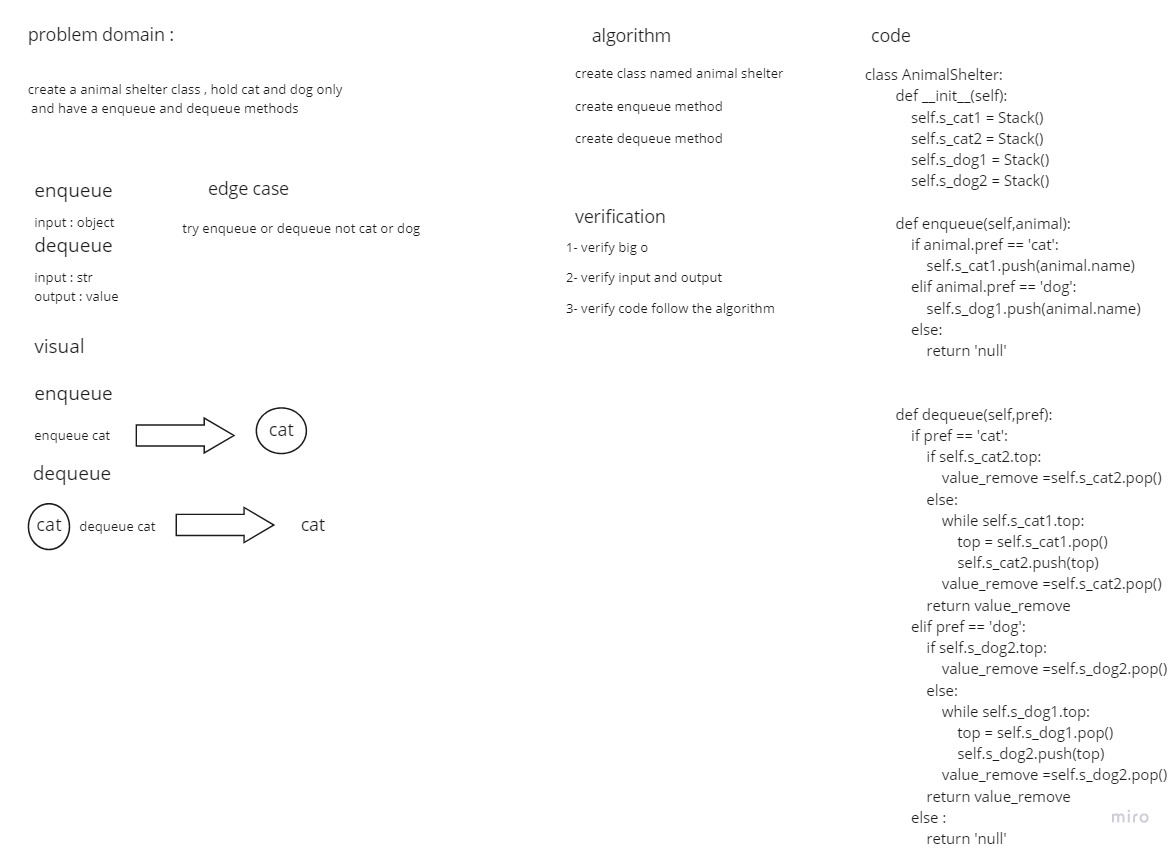 problem domain :
create a animal shelter class , hold cat and dog only
and have a enqueue and dequeue methods
enqueue
input : object
dequeue
input : str
output : value
edge case
try enqueue or dequeue not cat or dog
visual
enqueue
enqueue cat
cat
dequeue
cat
dequeue cat
cat
algorithm
create class named animal shelter
create enqueue method
create dequeue method
verification
1- verify big o
2- verify input and output
3- verify code follow the algorithm
code
class AnimalShelter:
def __init__(self):
self.s_cat1 = Stack()
self.s_cat2 = Stack()
self.s_dog1 = Stack()
self.s_dog2 = Stack()
def enqueue(self,animal):
if animal.pref == 'cat':
self.s_cat1.push(animal.name)
elif animal.pref == 'dog':
self.s_dog1.push(animal.name)
else:
return 'null'
def dequeue(self,pref):
if pref == 'cat':
if self.s_cat2.top:
value_remove =self.s_cat2.pop()
else:
while self.s_cat1.top:
top = self.s_cat1.pop()
self.s_cat2.push(top)
value_remove =self.s_cat2.pop()
return value_remove
elif pref == 'dog':
if self.s_dog2.top:
value_remove =self.s_dog2.pop()
else:
while self.s_dog1.top:
top = self.s_dog1.pop()
self.s_dog2.push(top)
value_remove =self.s_dog2.pop()
return value_remove
else :
return 'null'
miro